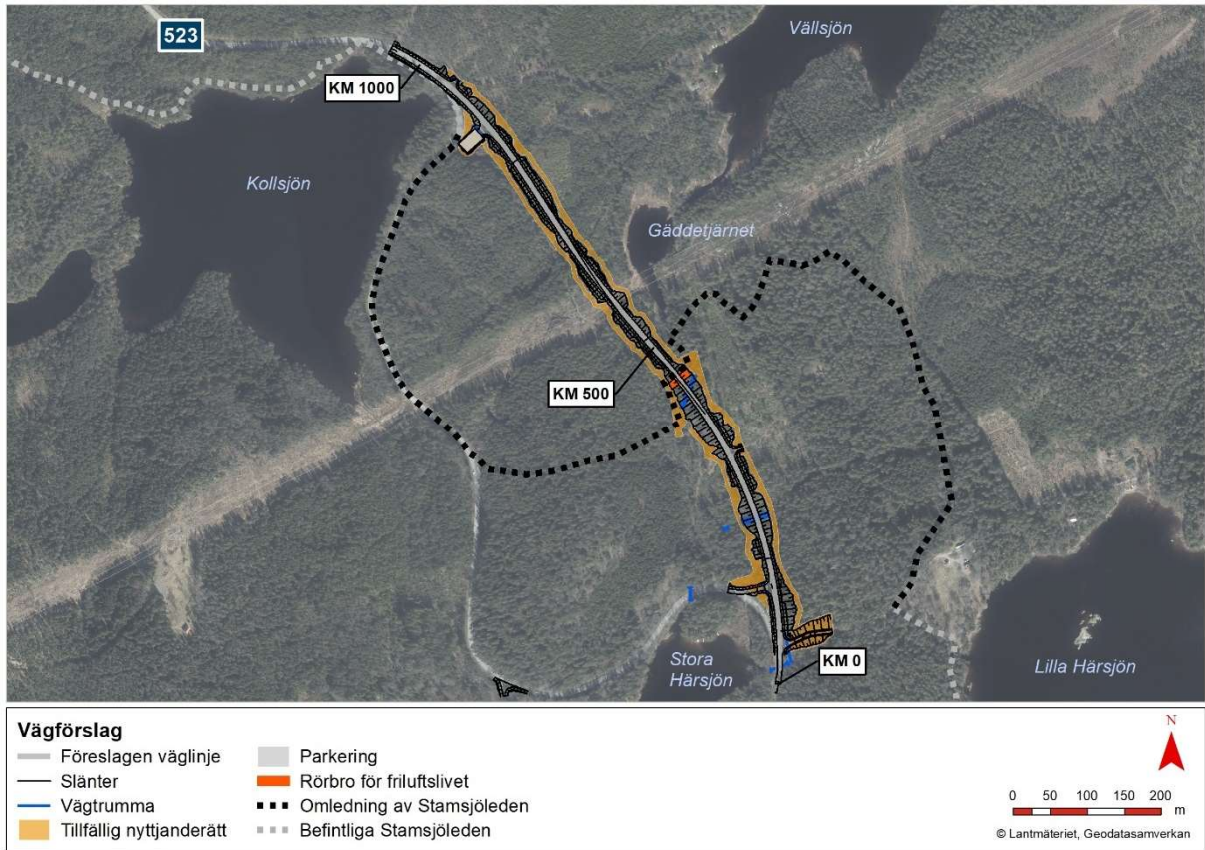 523
Vällsjön
KM 1000
Kollsjön
Gäddetjärnet
KM 500
Stora
Härsjön
KM 0
Lilla Härsjön
Vägförslag
Föreslagen väglinje
Slänter
Vägtrumma
Tillfällig nyttjanderätt
Parkering
Rörbro för friluftslivet
Omledning av Stamsjöleden
Befintliga Stamsjöleden
N
0 50 100 150 200
m
© Lantmäteriet, Geodatasamverkan